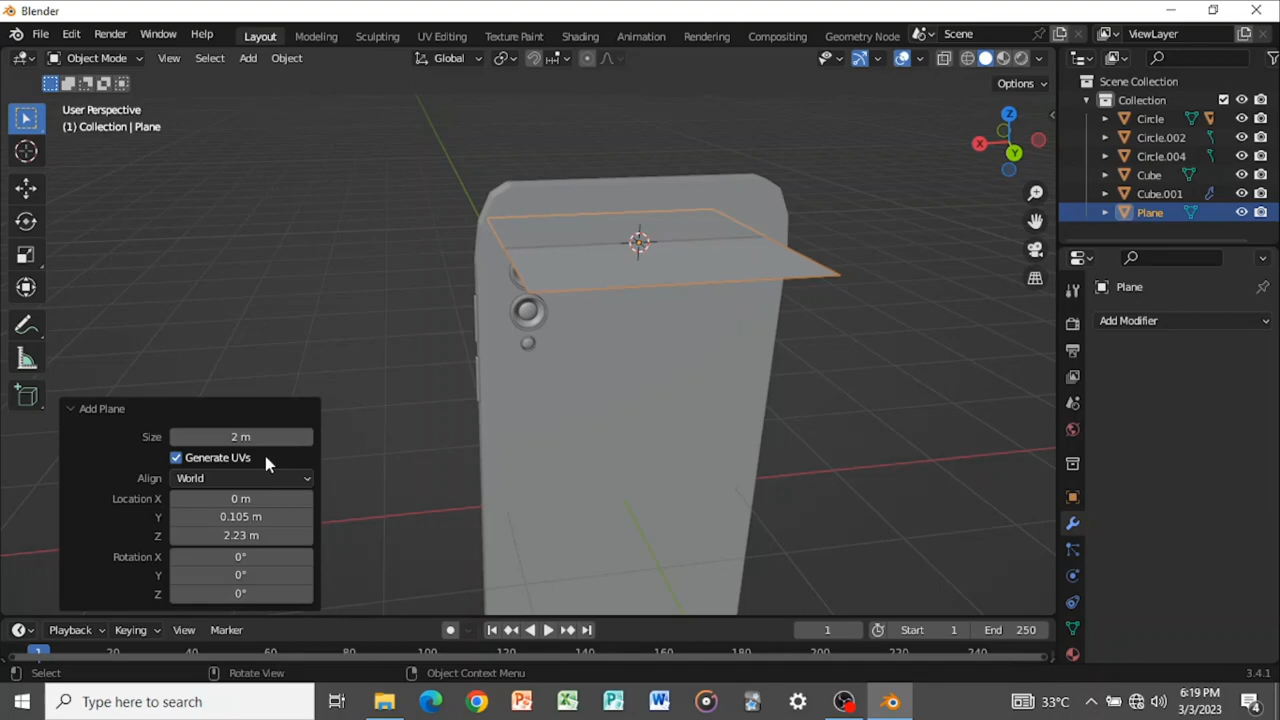 Blender
File Edit Render Window Help Layout Modeling Sculpting UV Editing Texture Paint Shading Animation Rendering Compositing Geometry Node Scene ViewLayer
Object Mode View Select Add Object Global
Options
User Perspective
(1) Collection | Plane
Z
X
Y
Scene Collection
Collection
Circle
Circle.002
Circle.004
Cube
Cube.001
Plane
Plane
Add Modifier
Add Plane
Size 2 m
Generate UVs
Align World
Location X 0 m
Y 0.105 m
Z 2.23 m
Rotation X 0°
Y 0°
Z 0°
Playback Keying View Marker 1 Start 1 End 250
20 40 60 80 100 120 140 160 180 200 220 240
Select Rotate View Object Context Menu 3.4.1
Type here to search
33°C
6:19 PM
3/3/2023
4